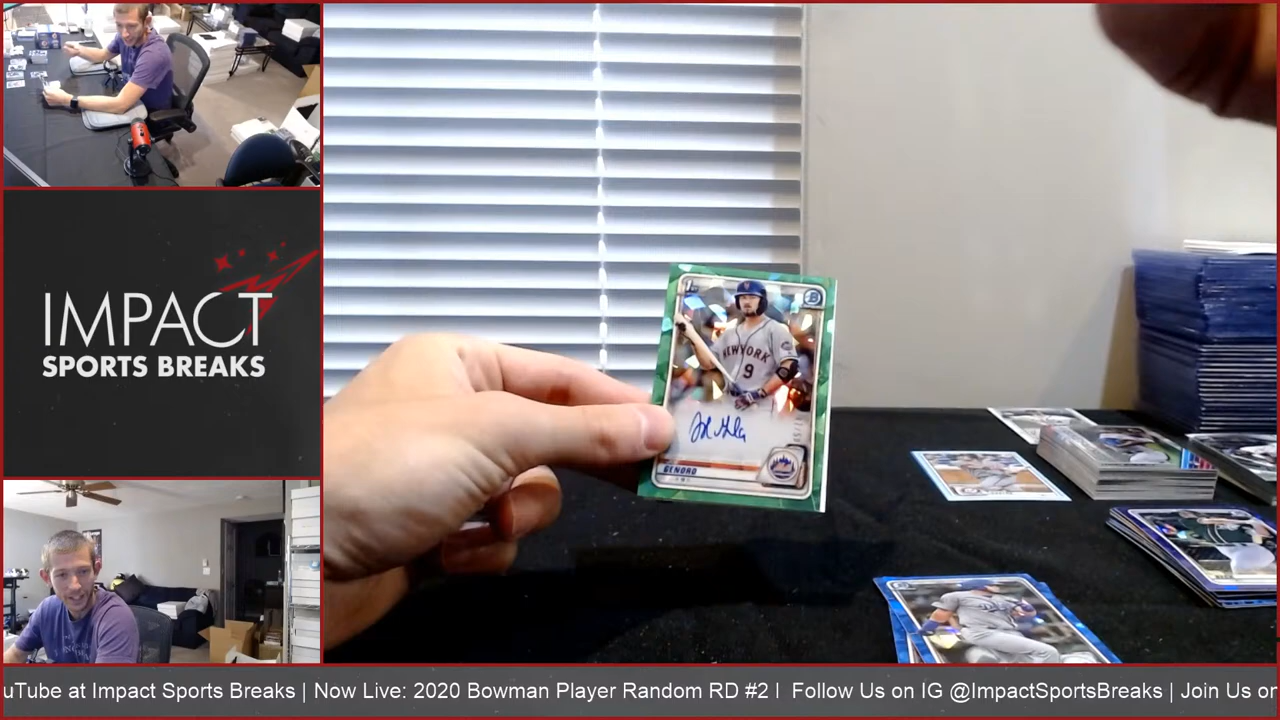 IMPACT
SPORTS BREAKS
NEW YORK
9
GENORD
uTube at Impact Sports Breaks | Now Live: 2020 Bowman Player Random RD #2 I Follow Us on IG @ImpactSportsBreaks | Join Us or